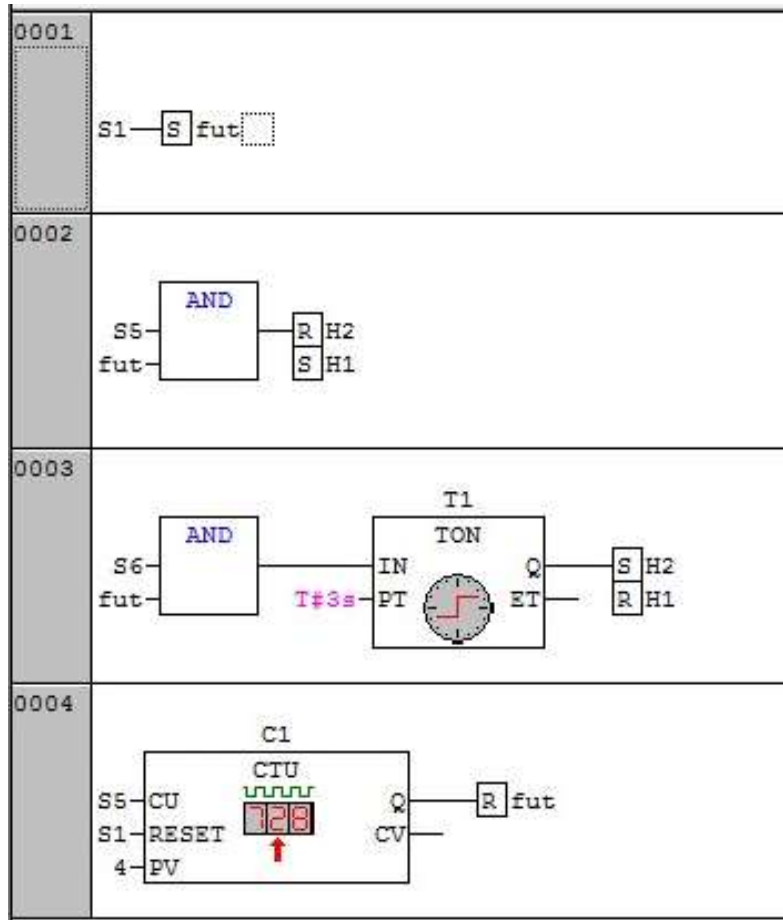 0001
S1 S fut
0002
AND
S5 R H2
fut S H1
0003
T1
AND TON
S6 IN Q S H2
fut T#3s PT ET R H1
0004
C1
CTU
S5 CU Q R fut
728
S1 RESET CV
4 PV